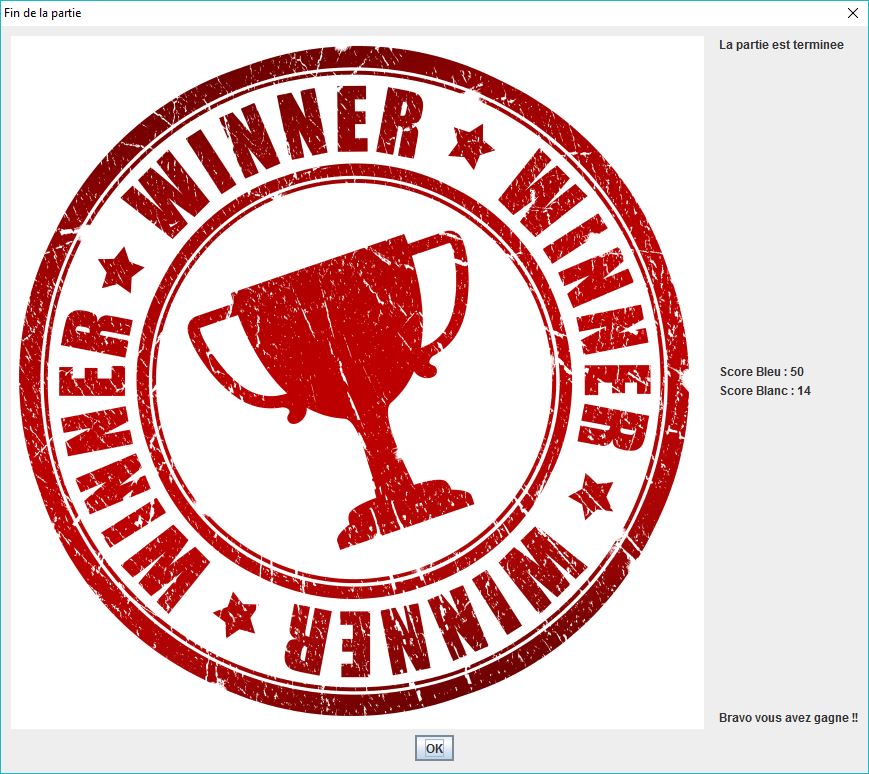 Fin de la partie
La partie est terminee
WINNER
WINNER
WINNER
WINNER
Score Bleu : 50
Score Blanc : 14
Bravo vous avez gagne !!
OK